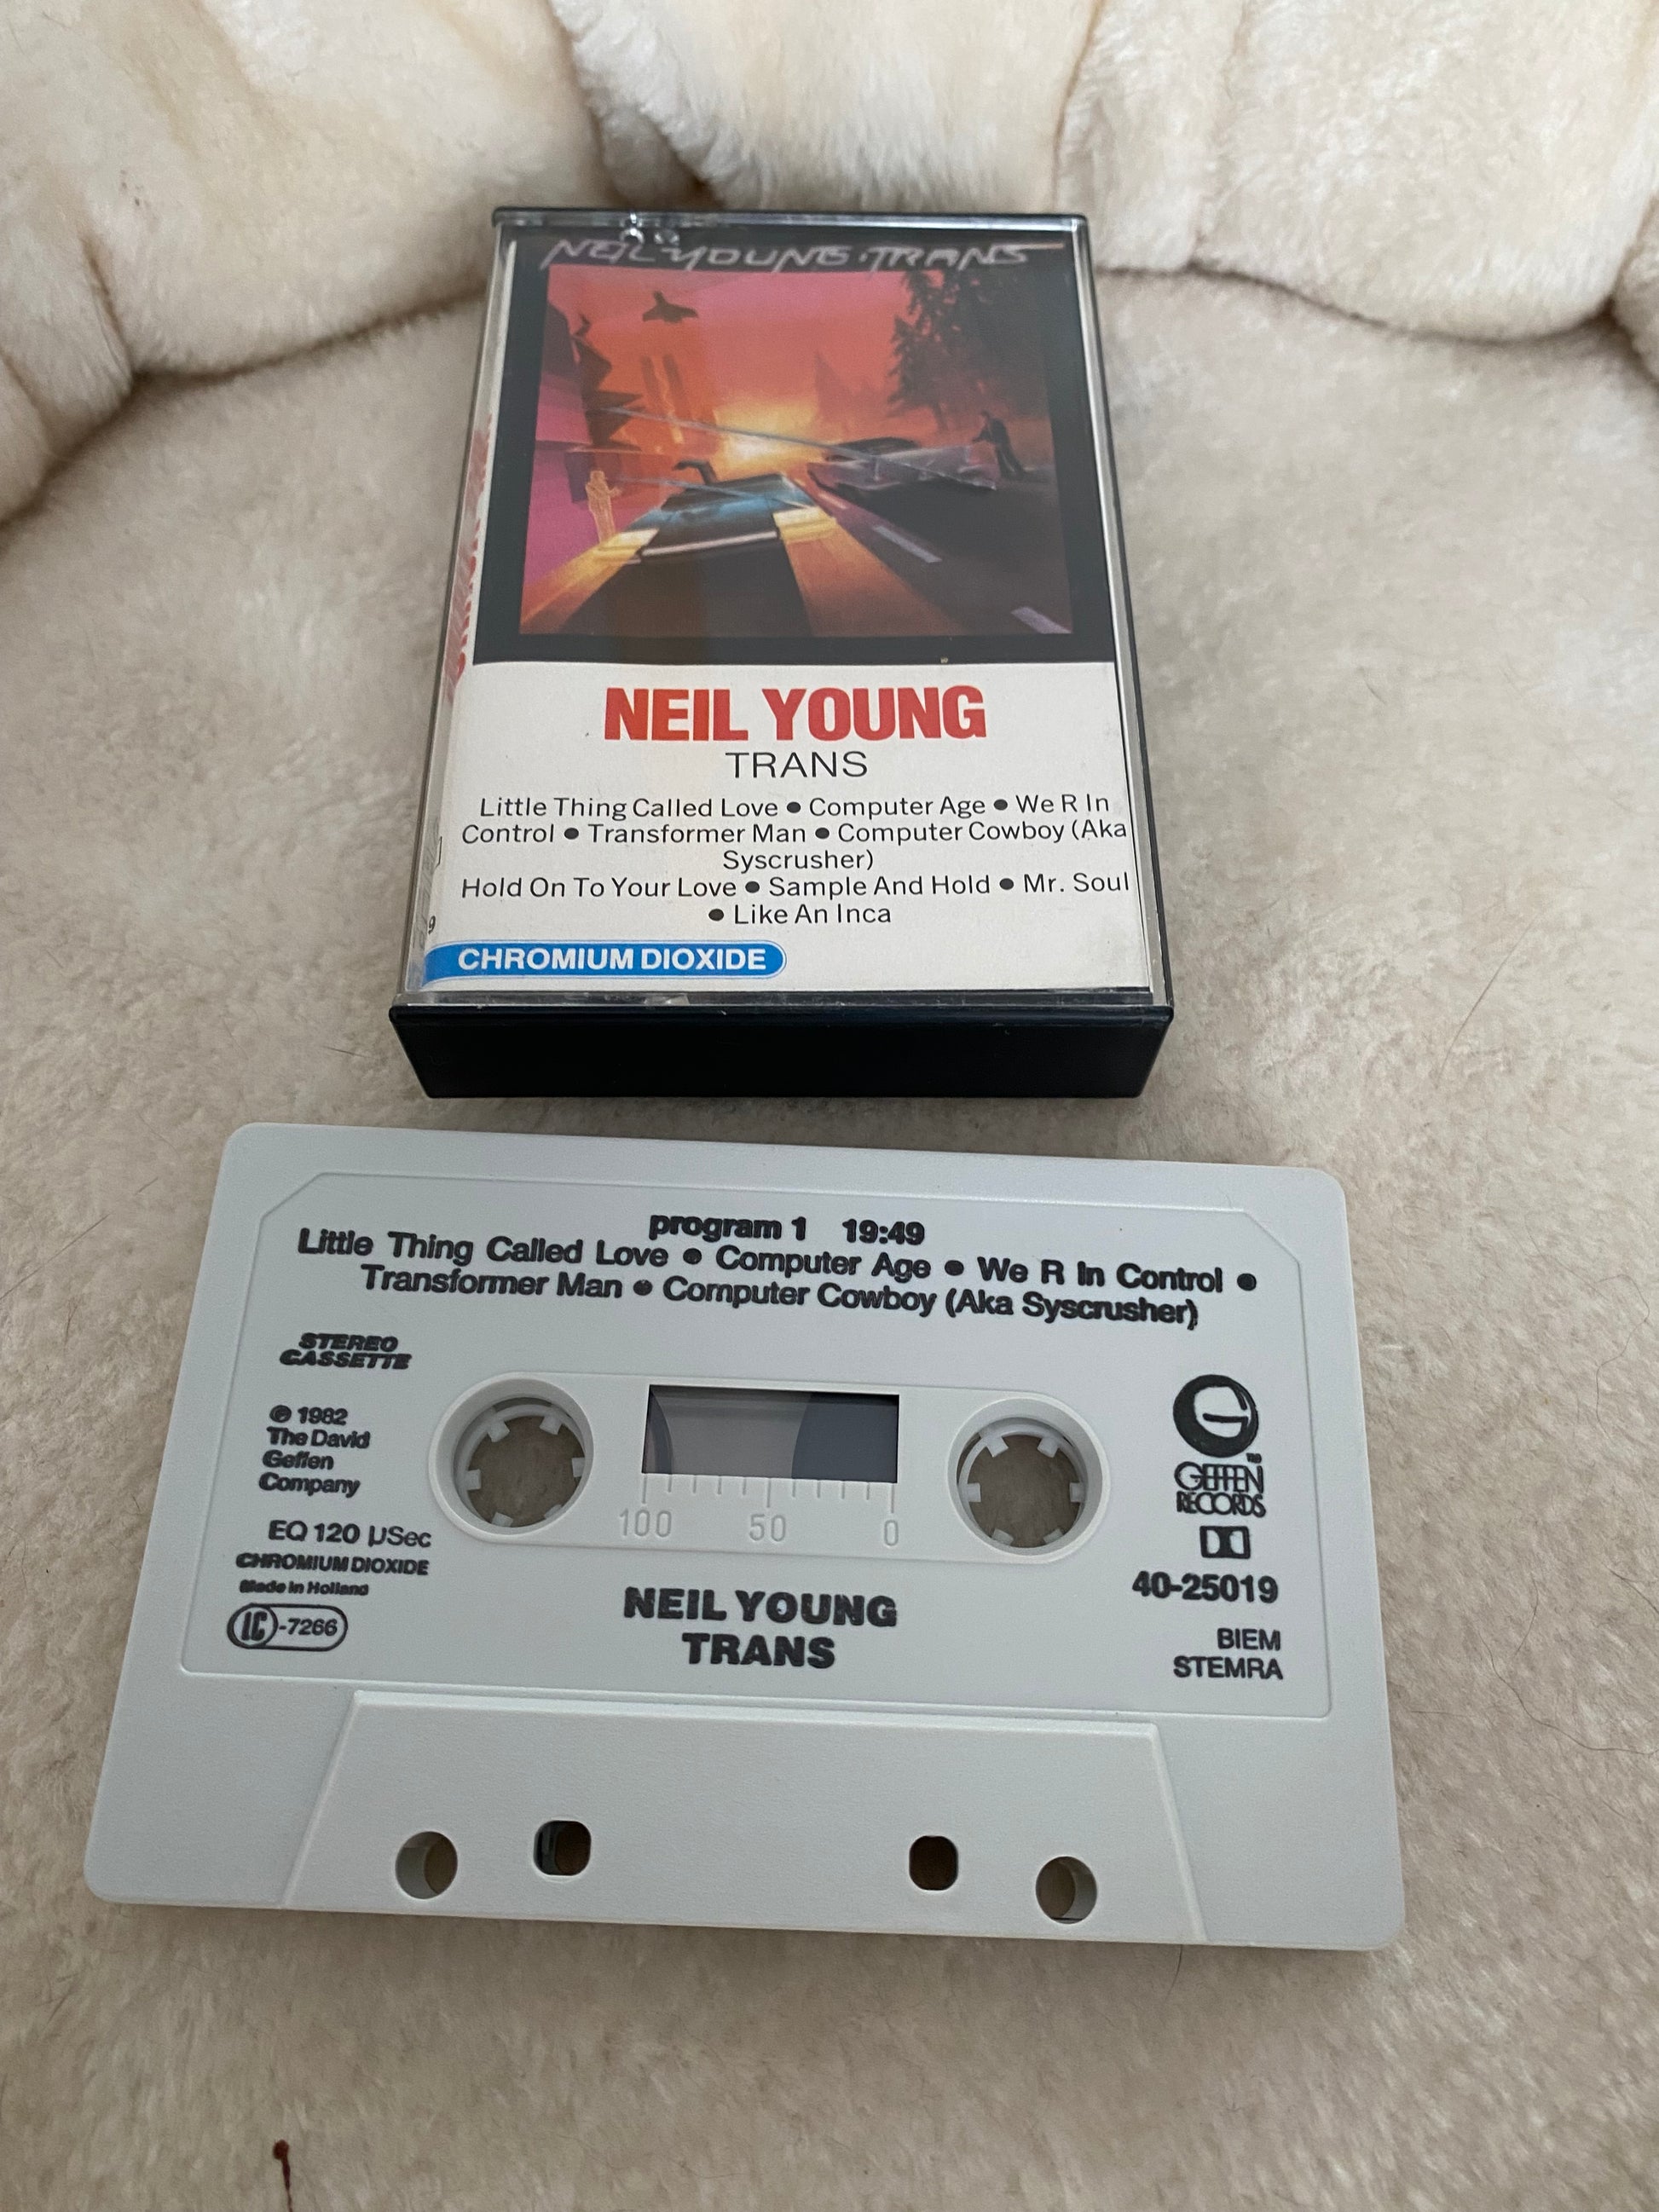 NEIL YOUNG · TRANS
NEIL YOUNG
TRANS
Little Thing Called Love ● Computer Age ● We R In
Control ● Transformer Man ● Computer Cowboy (Aka
Syscrusher)
Hold On To Your Love ● Sample And Hold ● Mr. Soul
● Like An Inca
CHROMIUM DIOXIDE
program 1 19:49
Little Thing Called Love ● Computer Age ● We R In Control ●
Transformer Man ● Computer Cowboy (Aka Syscrusher)
STEREO
CASSETTE
℗ 1982
The David
Geffen
Company
EQ 120 µSec
CHROMIUM DIOXIDE
Made in Holland
IC -7266
100 50 0
NEIL YOUNG
TRANS
G
TM
GEFFEN
RECORDS
40-25019
BIEM
STEMRA